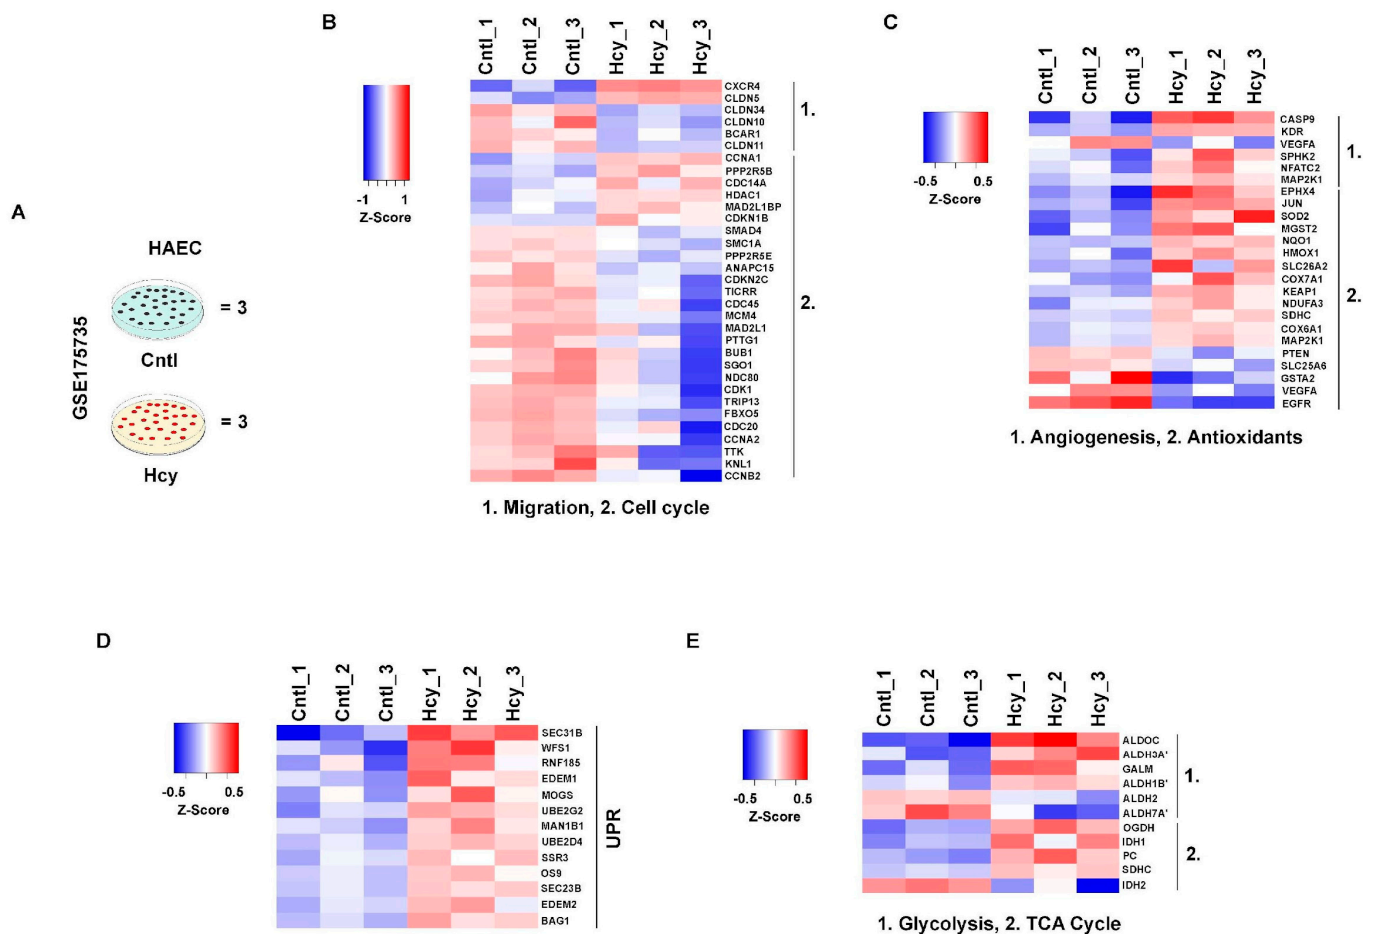 A
GSE175735
HAEC
= 3
Cntl
= 3
Hcy
B
Cntl_1
Cntl_2
Cntl_3
Hcy_1
Hcy_2
Hcy_3
-1 1
Z-Score
CXCR4
CLDN5
CLDN34
CLDN10
BCAR1
CLDN11
CCNA1
PPP2R5B
CDC14A
HDAC1
MAD2L1BP
CDKN1B
SMAD4
SMC1A
PPP2R5E
ANAPC15
CDKN2C
TICRR
CDC45
MCM4
MAD2L1
PTTG1
BUB1
SGO1
NDC80
CDK1
TRIP13
FBXO5
CDC20
CCNA2
TTK
KNL1
CCNB2
1.
2.
1. Migration, 2. Cell cycle
C
Cntl_1
Cntl_2
Cntl_3
Hcy_1
Hcy_2
Hcy_3
-0.5 0.5
Z-Score
CASP9
KDR
VEGFA
SPHK2
NFATC2
MAP2K1
EPHX4
JUN
SOD2
MGST2
NQO1
HMOX1
SLC26A2
COX7A1
KEAP1
NDUFA3
SDHC
COX6A1
MAP2K1
PTEN
SLC25A6
GSTA2
VEGFA
EGFR
1.
2.
1. Angiogenesis, 2. Antioxidants
D
Cntl_1
Cntl_2
Cntl_3
Hcy_1
Hcy_2
Hcy_3
-0.5 0.5
Z-Score
SEC31B
WFS1
RNF185
EDEM1
MOGS
UBE2G2
MAN1B1
UBE2D4
SSR3
OS9
SEC23B
EDEM2
BAG1
UPR
E
Cntl_1
Cntl_2
Cntl_3
Hcy_1
Hcy_2
Hcy_3
-0.5 0.5
Z-Score
ALDOC
ALDH3A'
GALM
ALDH1B'
ALDH2
ALDH7A'
OGDH
IDH1
PC
SDHC
IDH2
1.
2.
1. Glycolysis, 2. TCA Cycle